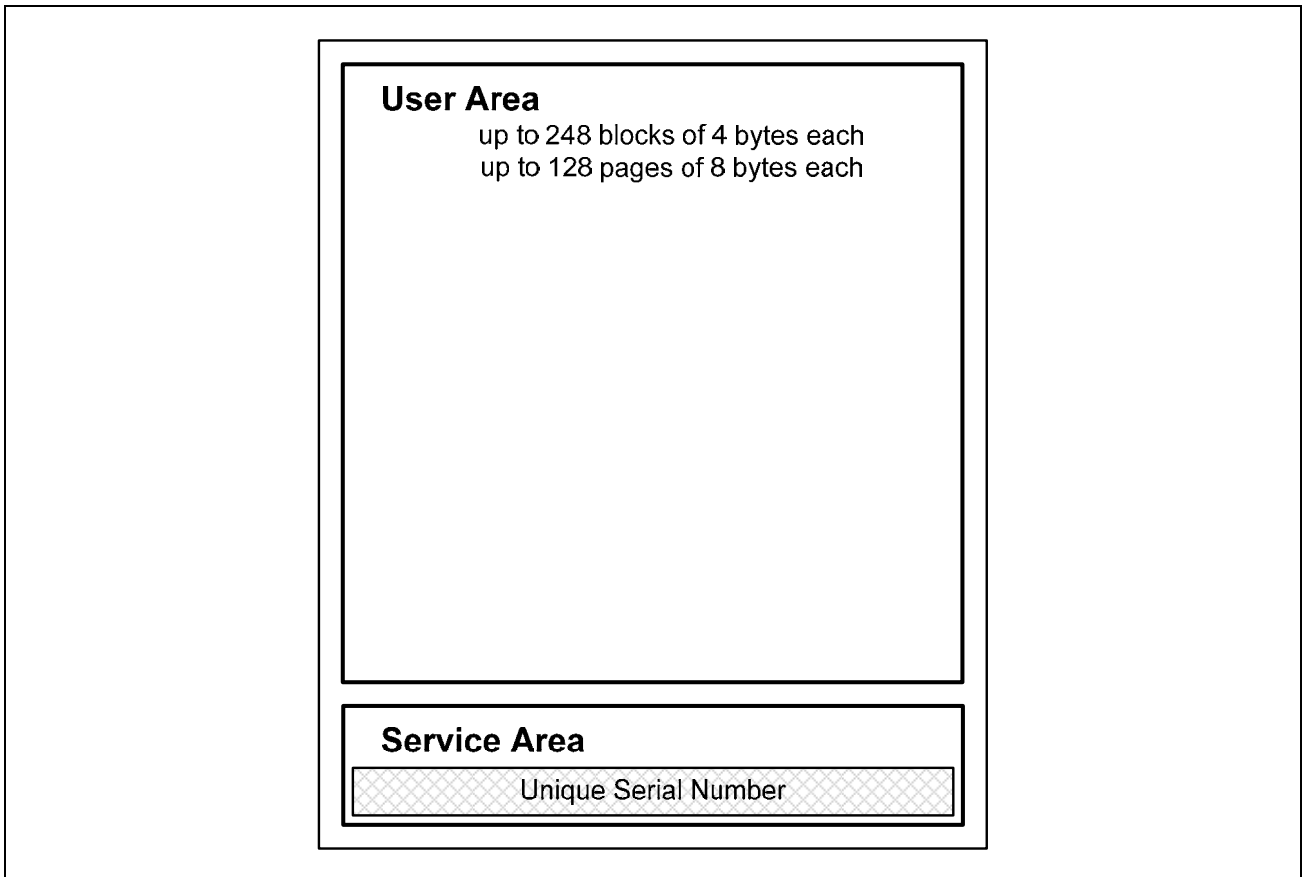 User Area
up to 248 blocks of 4 bytes each
up to 128 pages of 8 bytes each
Service Area
Unique Serial Number